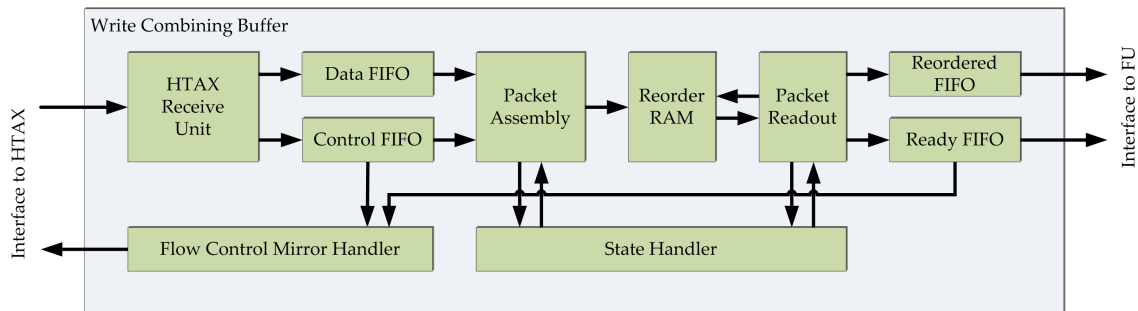 Write Combining Buffer
Interface to HTAX
HTAX
Receive
Unit
Data FIFO
Control FIFO
Packet
Assembly
Reorder
RAM
Packet
Readout
Reordered
FIFO
Ready FIFO
Interface to FU
Flow Control Mirror Handler
State Handler